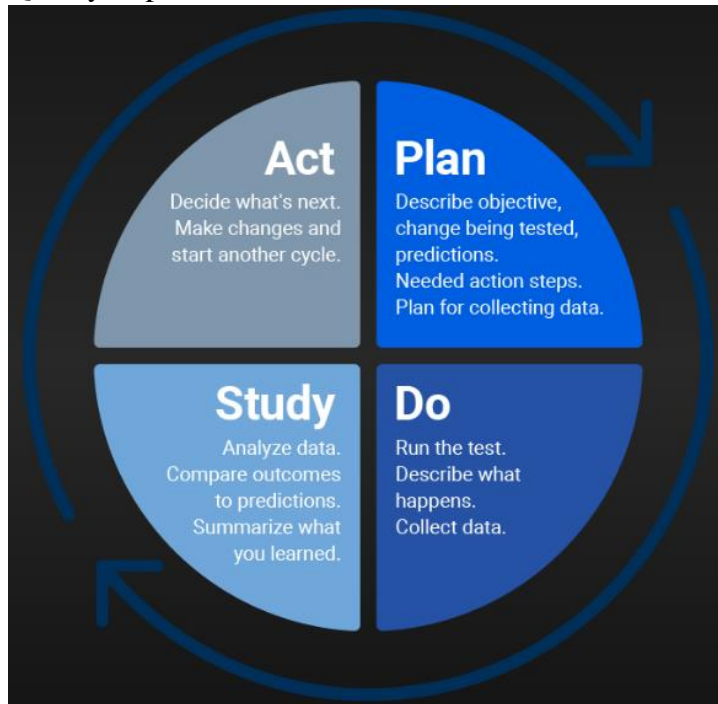 Act
Decide what's next.
Make changes and
start another cycle.
Plan
Describe objective,
change being tested,
predictions.
Needed action steps.
Plan for collecting data.
Study
Analyze data.
Compare outcomes
to predictions.
Summarize what
you learned.
Do
Run the test.
Describe what
happens.
Collect data.